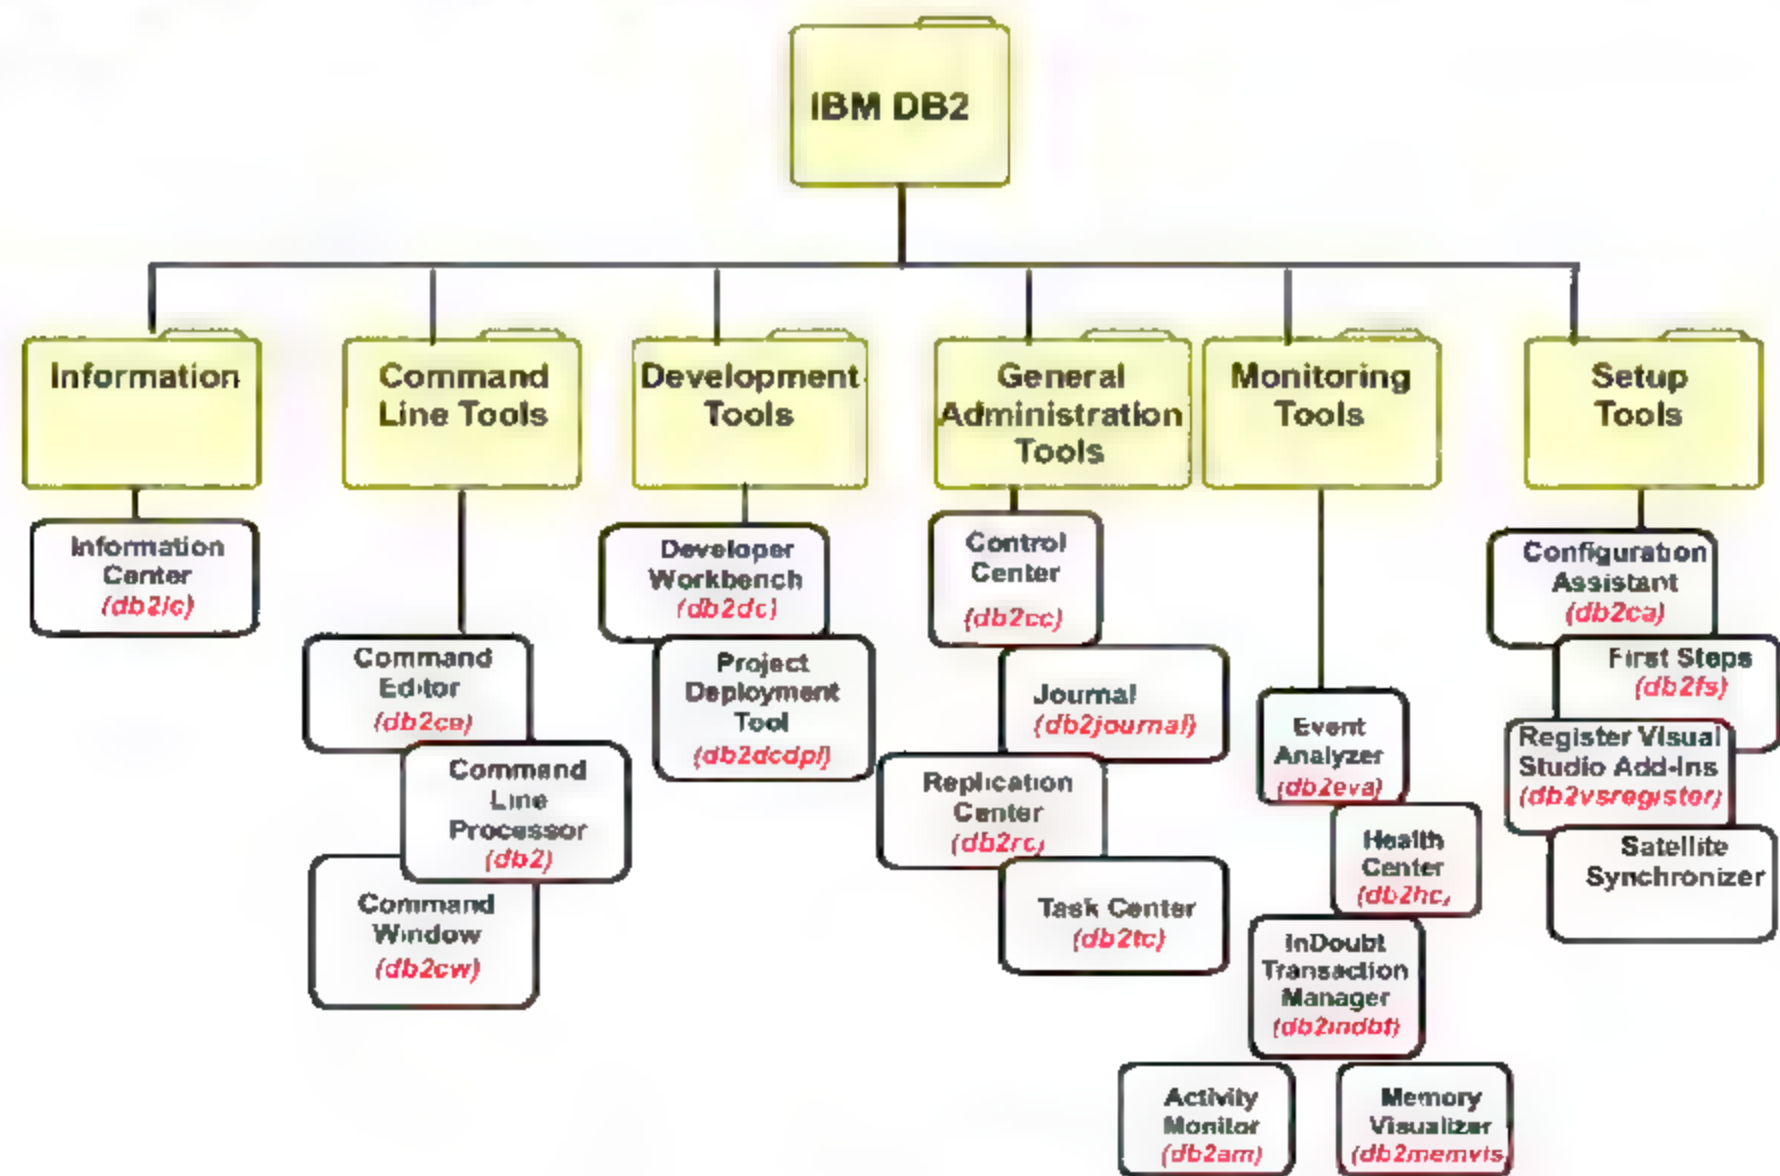 IBM DB2
Information
Command
Line Tools
Development
Tools
General
Administration
Tools
Monitoring
Tools
Setup
Tools
Information
Center
(db2ic)
Command
Editor
(db2ce)
Command
Line
Processor
(db2)
Command
Window
(db2cw)
Developer
Workbench
(db2dc)
Project
Deployment
Tool
(db2dcdpl)
Control
Center
(db2cc)
Journal
(db2journal)
Replication
Center
(db2rc)
Task Center
(db2tc)
Event
Analyzer
(db2eva)
Health
Center
(db2hc)
InDoubt
Transaction
Manager
(db2indbt)
Activity
Monitor
(db2am)
Memory
Visualizer
(db2memvis
Configuration
Assistant
(db2ca)
First Steps
(db2fs)
Register Visual
Studio Add-Ins
(db2vsregister)
Satellite
Synchronizer